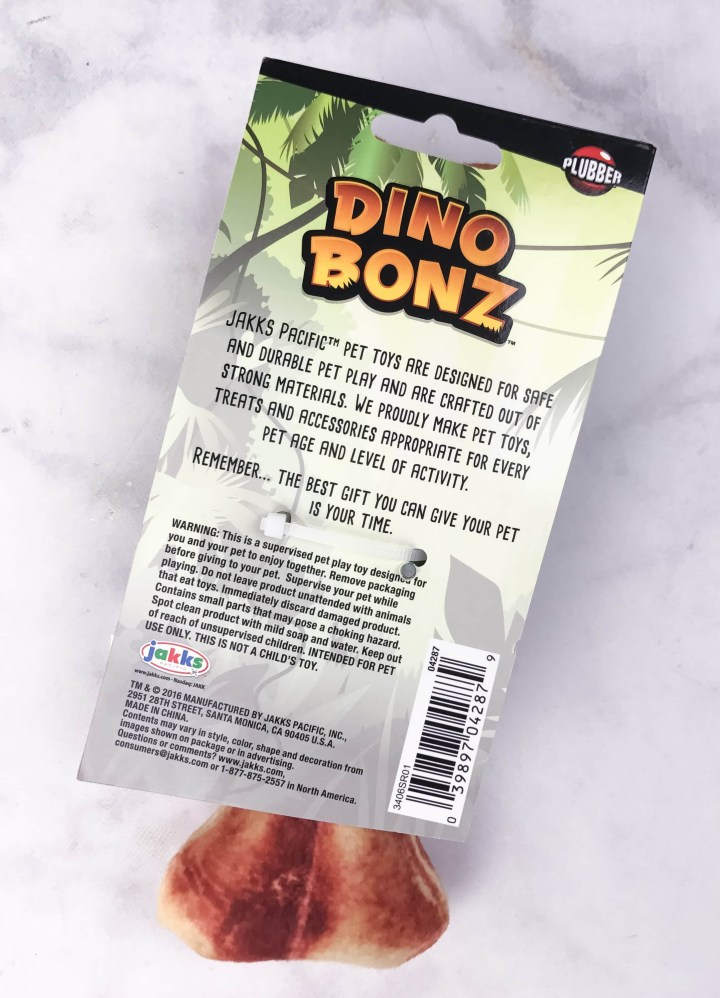 PLUBBER
DINO
BONZ™
JAKKS PACIFIC™ PET TOYS ARE DESIGNED FOR SAFE
AND DURABLE PET PLAY AND ARE CRAFTED OUT OF
STRONG MATERIALS. WE PROUDLY MAKE PET TOYS,
TREATS AND ACCESSORIES APPROPRIATE FOR EVERY
PET AGE AND LEVEL OF ACTIVITY.
REMEMBER... THE BEST GIFT YOU CAN GIVE YOUR PET
IS YOUR TIME.
WARNING: This is a supervised pet play toy designed for
you and your pet to enjoy together. Remove packaging
before giving to your pet. Supervise your pet while
playing. Do not leave product unattended with animals
that eat toys. Immediately discard damaged product.
Contains small parts that may pose a choking hazard.
Spot clean product with mild soap and water. Keep out
of reach of unsupervised children. INTENDED FOR PET
USE ONLY. THIS IS NOT A CHILD'S TOY.
jakks
PACIFIC
www.jakks.com - Nasdaq: JAKK
TM & © 2016 MANUFACTURED BY JAKKS PACIFIC, INC.,
2951 28TH STREET, SANTA MONICA, CA 90405 U.S.A.
MADE IN CHINA.
Contents may vary in style, color, shape and decoration from
images shown on package or in advertising.
Questions or comments? www.jakks.com,
consumers@jakks.com or 1-877-875-2557 in North America.
3406SR01
04287
0 39897 04287 9